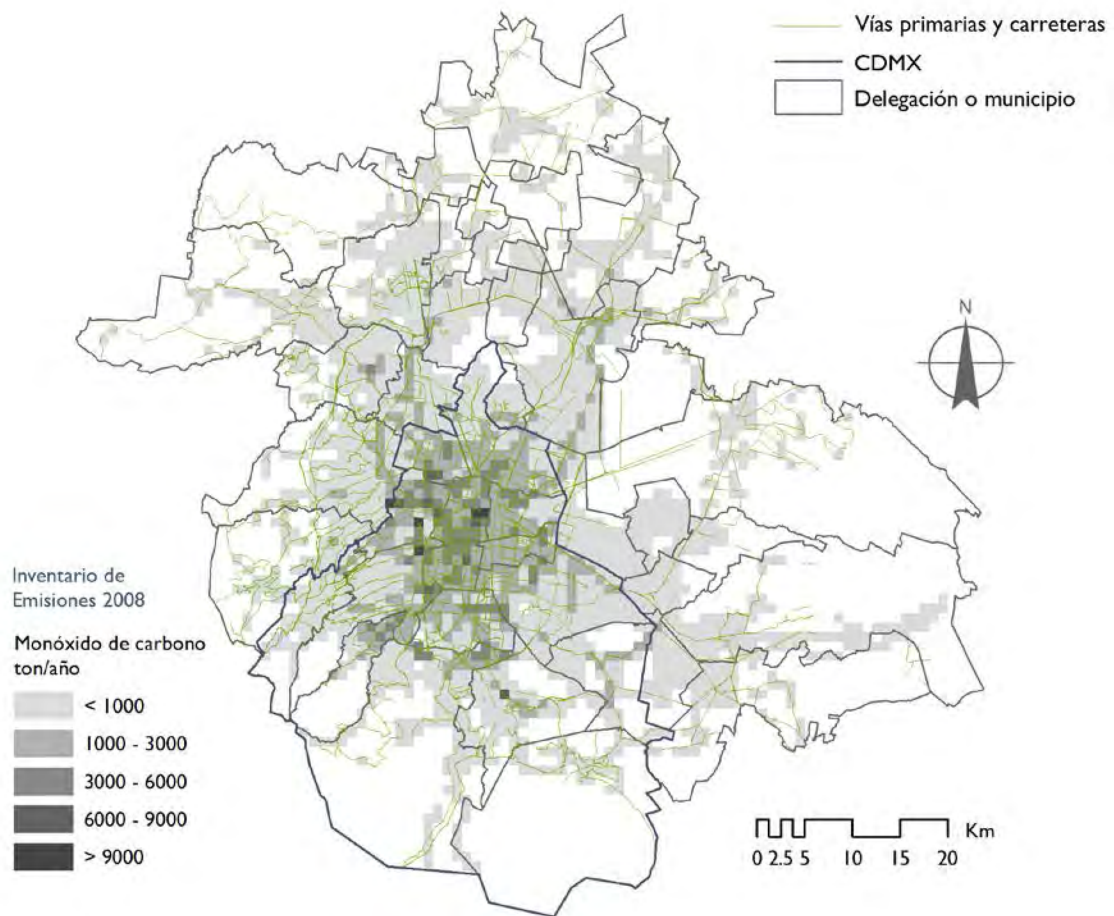 Vías primarias y carreteras
CDMX
Delegación o municipio
N
Inventario de
Emisiones 2008
Monóxido de carbono
ton/año
< 1000
1000 - 3000
3000 - 6000
6000 - 9000
> 9000
Km
0 2.5 5 10 15 20